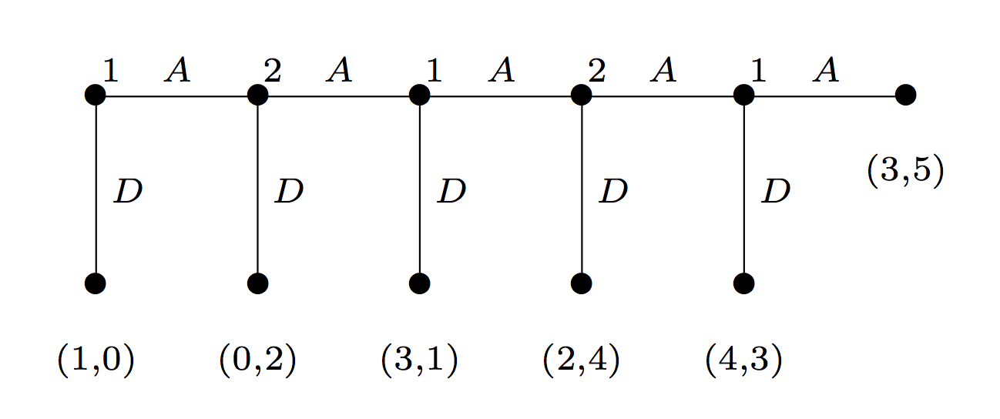 1 A 2 A 1 A 2 A 1 A
(3,5)
D D D D D
(1,0) (0,2) (3,1) (2,4) (4,3)